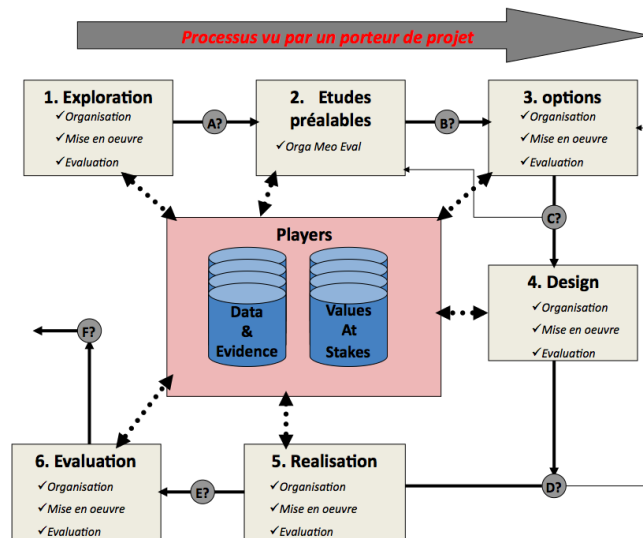 Processus vu par un porteur de projet
1. Exploration
✓Organisation
✓Mise en oeuvre
✓Evaluation
A?
2. Etudes
préalables
✓Orga Meo Eval
B?
3. options
✓Organisation
✓Mise en oeuvre
✓Evaluation
C?
Players
Data
&
Evidence
Values
At
Stakes
4. Design
✓Organisation
✓Mise en oeuvre
✓Evaluation
F?
6. Evaluation
✓Organisation
✓Mise en oeuvre
✓Evaluation
E?
5. Realisation
✓Organisation
✓Mise en oeuvre
✓Evaluation
D?